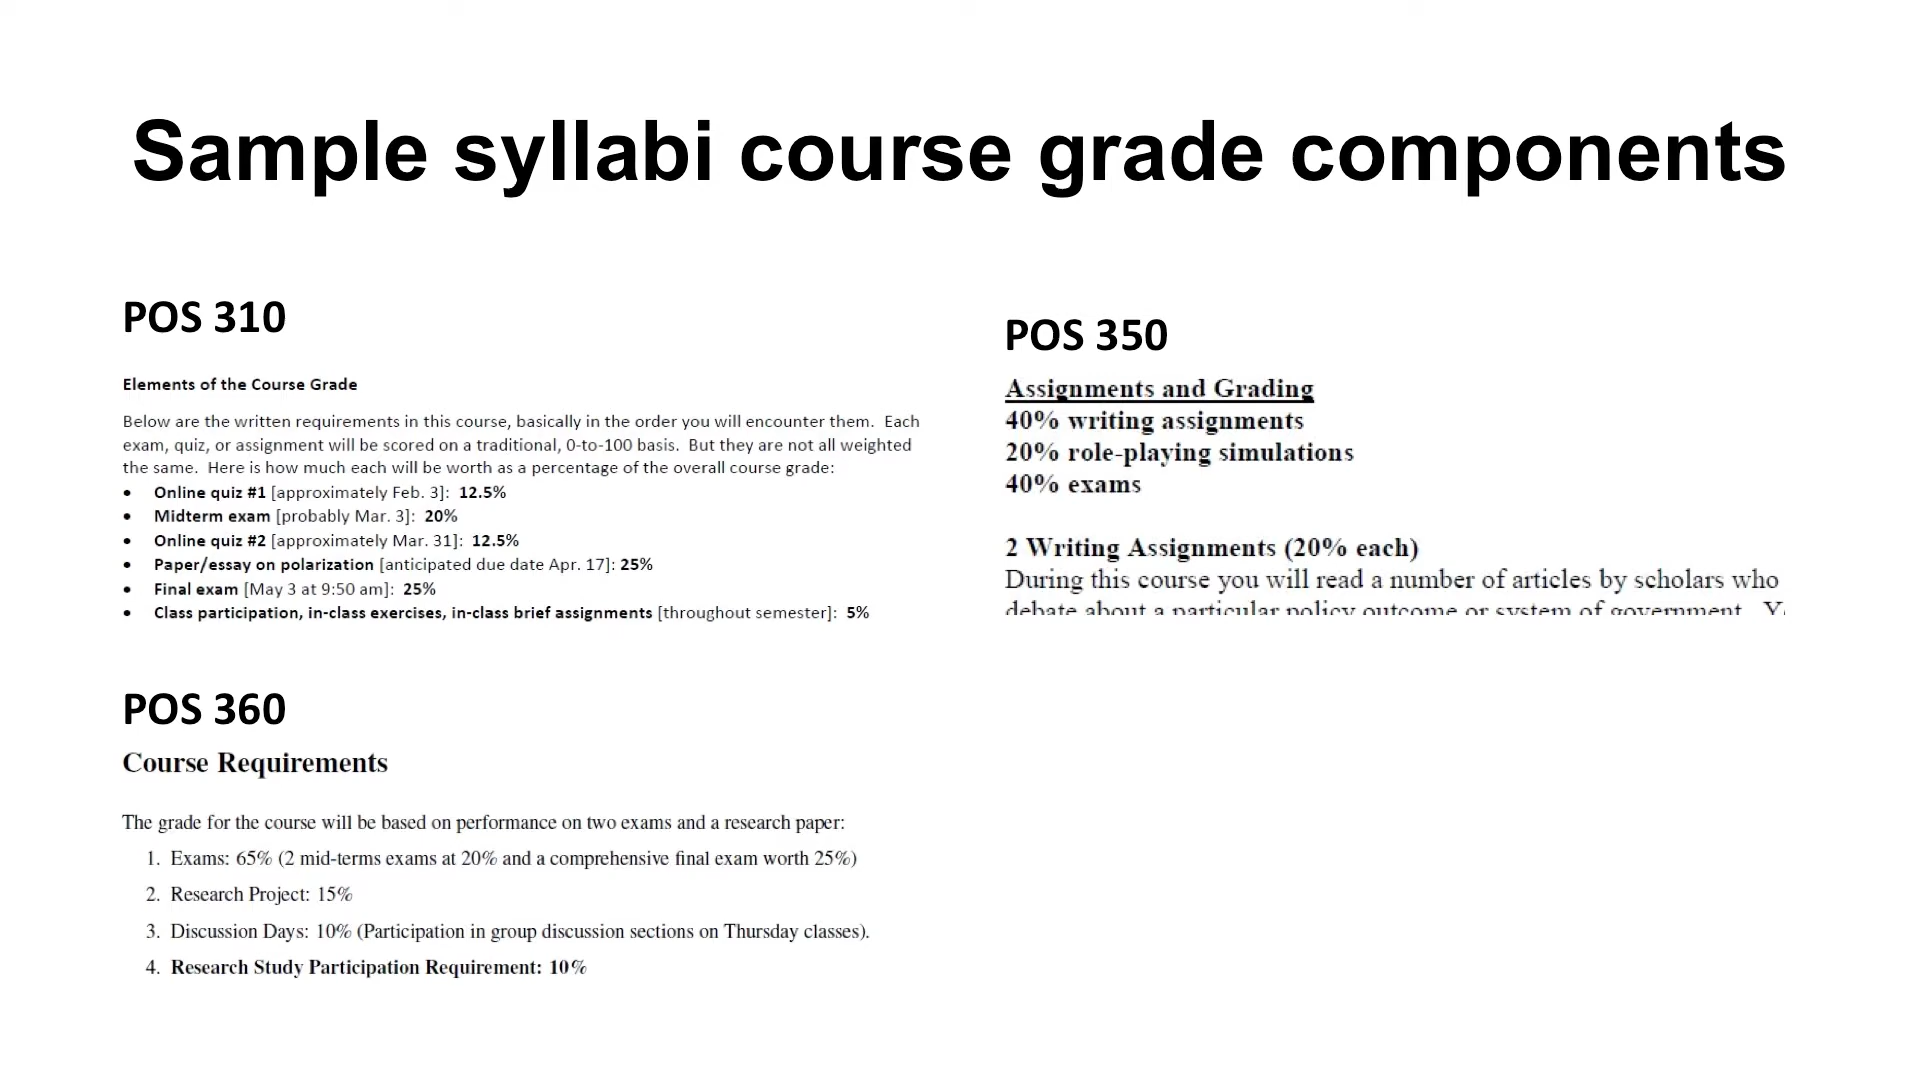 Sample syllabi course grade components
POS 310
Elements of the Course Grade
Below are the written requirements in this course, basically in the order you will encounter them. Each
exam, quiz, or assignment will be scored on a traditional, 0-to-100 basis. But they are not all weighted
the same. Here is how much each will be worth as a percentage of the overall course grade:
• Online quiz #1 [approximately Feb. 3]: 12.5%
• Midterm exam [probably Mar. 3]: 20%
• Online quiz #2 [approximately Mar. 31]: 12.5%
• Paper/essay on polarization [anticipated due date Apr. 17]: 25%
• Final exam [May 3 at 9:50 am]: 25%
• Class participation, in-class exercises, in-class brief assignments [throughout semester]: 5%
POS 350
Assignments and Grading
40% writing assignments
20% role-playing simulations
40% exams
2 Writing Assignments (20% each)
During this course you will read a number of articles by scholars who
debate about a particular policy outcome or system of government.
POS 360
Course Requirements
The grade for the course will be based on performance on two exams and a research paper:
1. Exams: 65% (2 mid-terms exams at 20% and a comprehensive final exam worth 25%)
2. Research Project: 15%
3. Discussion Days: 10% (Participation in group discussion sections on Thursday classes).
4. Research Study Participation Requirement: 10%